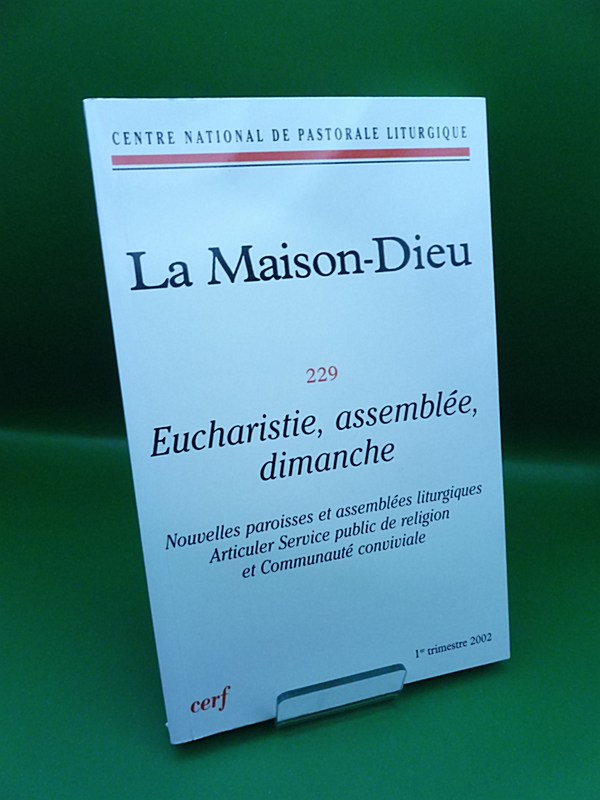 CENTRE NATIONAL DE PASTORALE LITURGIQUE
La Maison-Dieu
229
Eucharistie, assemblée,
dimanche
Nouvelles paroisses et assemblées liturgiques
Articuler Service public de religion
et Communauté conviviale
1er trimestre 2002
cerf